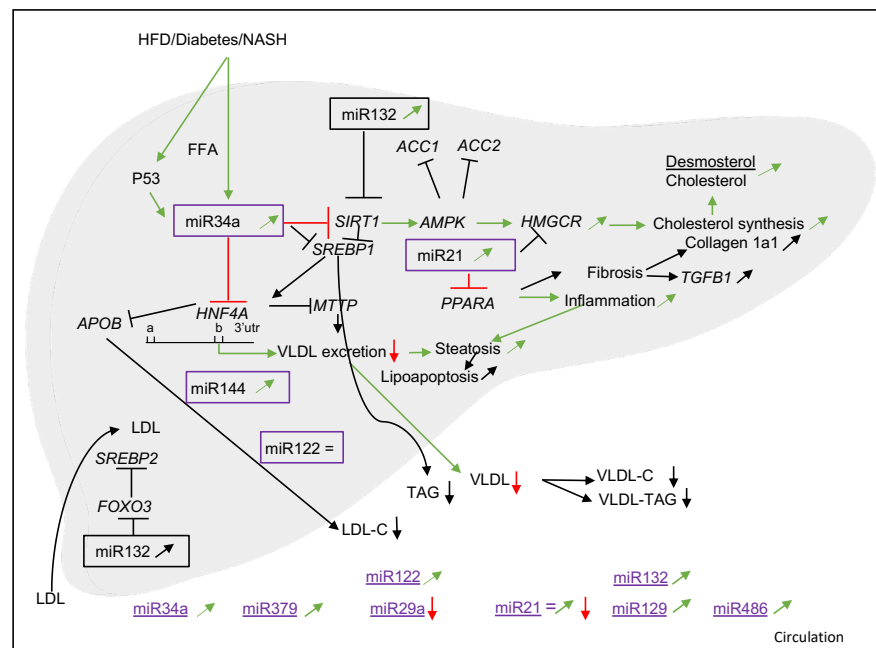 HFD/Diabetes/NASH
miR132
ACC1
ACC2
FFA
P53
Desmosterol
Cholesterol
miR34a
SIRT1
AMPK
HMGCR
Cholesterol synthesis
Collagen 1a1
SREBP1
miR21
Fibrosis
TGFB1
PPARA
Inflammation
HNF4A
MTTP
APOB
a
b
3'utr
VLDL excretion
Steatosis
Lipoapoptosis
miR144
LDL
miR122 =
SREBP2
VLDL
VLDL-C
TAG
VLDL-TAG
FOXO3
LDL-C
miR132
LDL
miR122
miR132
miR34a
miR379
miR29a
miR21 =
miR129
miR486
Circulation